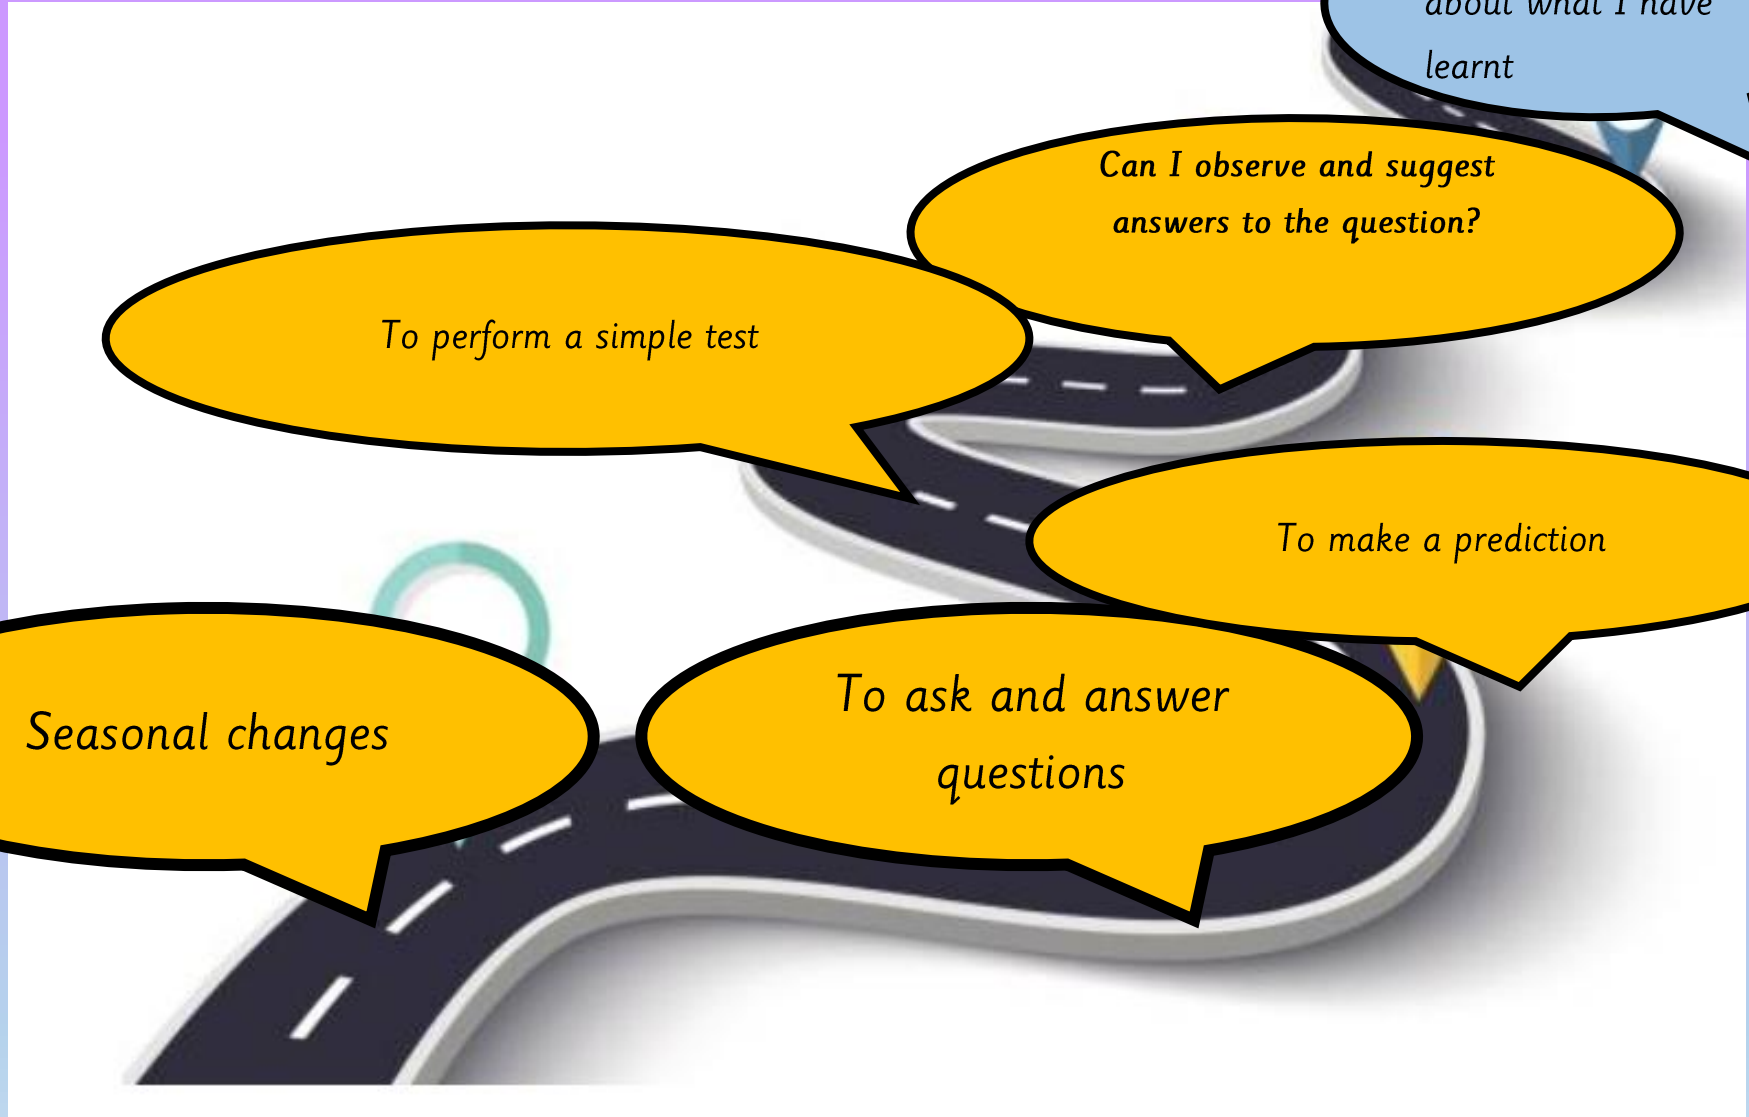 about what I have
learnt
Can I observe and suggest
answers to the question?
To perform a simple test
To make a prediction
To ask and answer
questions
Seasonal changes